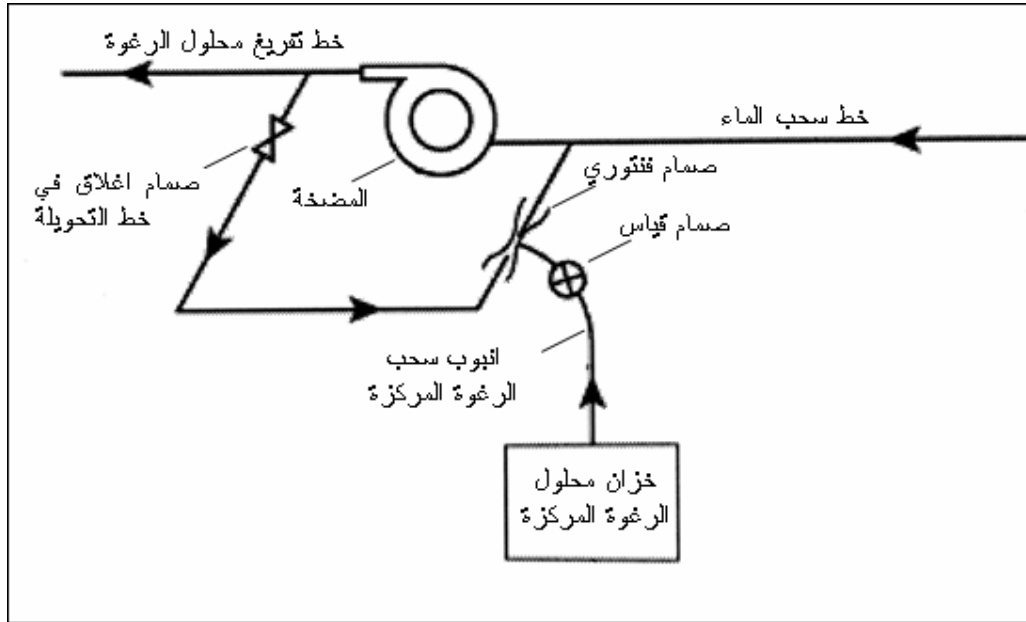 خط تفريغ محلول الرغوة
خط سحب الماء
صمام فنتوري
صمام قياس
صمام اغلاق في
خط التحويلة
المضخة
انبوب سحب
الرغوة المركزة
خزان محلول
الرغوة المركزة